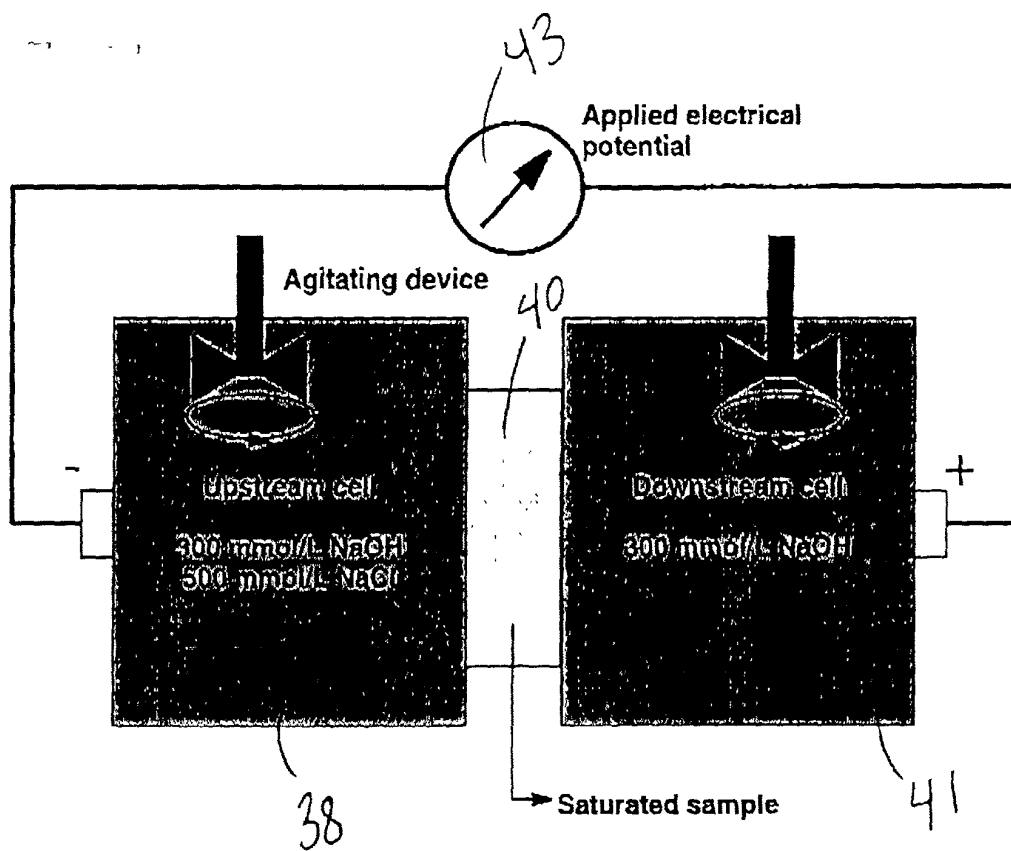 43
Applied electrical
potential
Agitating device
40
-
+
Upstream cell
300 mmol/L NaOH
500 mmol/L NaCl
Downstream cell
300 mmol/L NaOH
38
41
Saturated sample